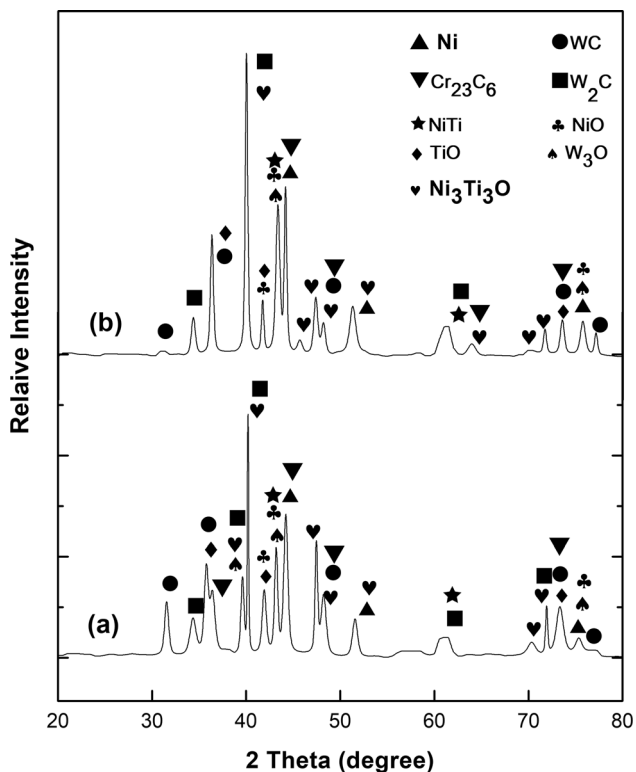 Ni
WC
Cr23C6
W2C
NiTi
NiO
TiO
W3O
Ni3Ti3O
(b)
(a)
Relaive Intensity
20 30 40 50 60 70 80
2 Theta (degree)